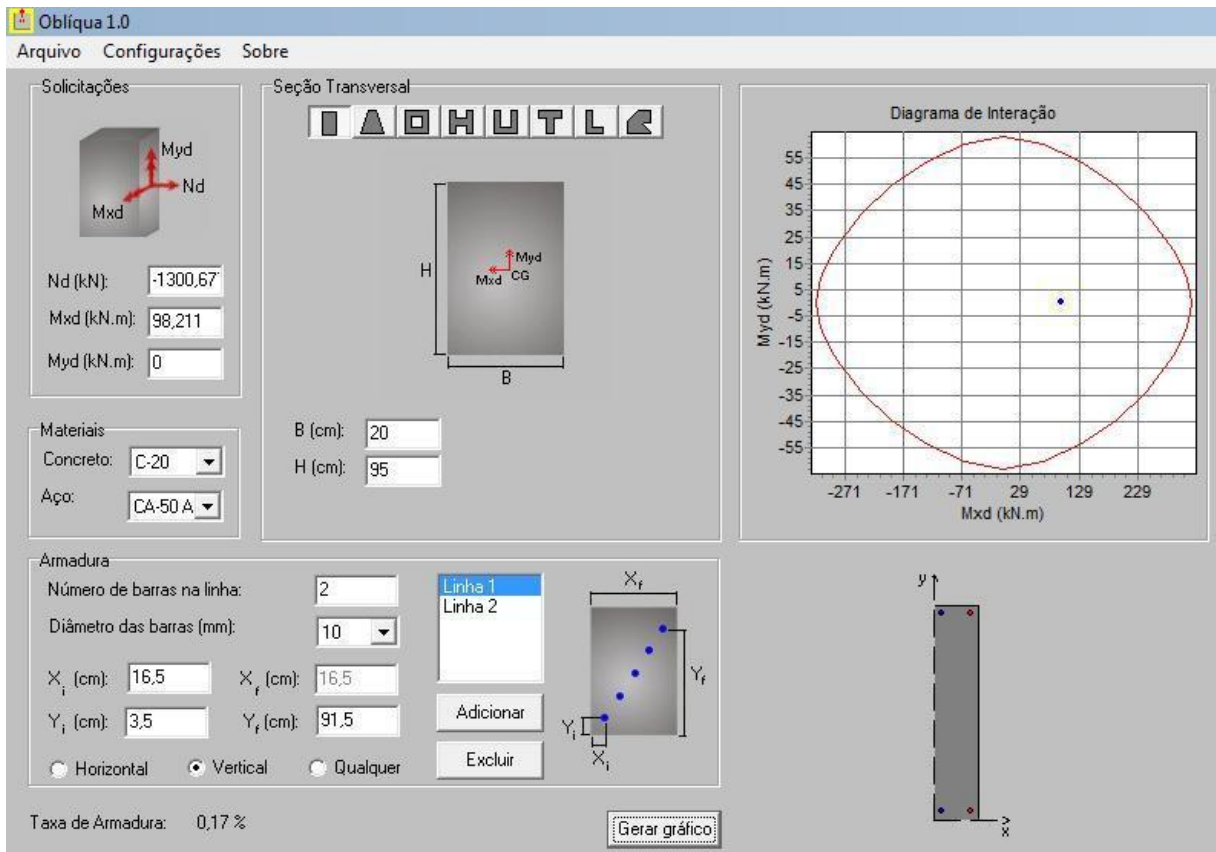 Oblíqua 1.0
Arquivo Configurações Sobre
Solicitações
Myd
Nd
Mxd
Nd (kN): -1300,67
Mxd (kN.m): 98,211
Myd (kN.m): 0
Materiais
Concreto: C-20
Aço: CA-50 A
Seção Transversal
H
Myd
Mxd CG
B
B (cm): 20
H (cm): 95
Diagrama de Interação
Myd (kN.m)
55
45
35
25
15
5
-5
-15
-25
-35
-45
-55
-271 -171 -71 29 129 229
Mxd (kN.m)
Armadura
Número de barras na linha: 2
Diâmetro das barras (mm): 10
Xi (cm): 16,5 Xf (cm): 16,5
Yi (cm): 3,5 Yf (cm): 91,5
Horizontal Vertical Qualquer
Linha 1
Linha 2
Adicionar
Excluir
Xf
Yf
Yi
Xi
Taxa de Armadura: 0,17 %
Gerar gráfico
y
x